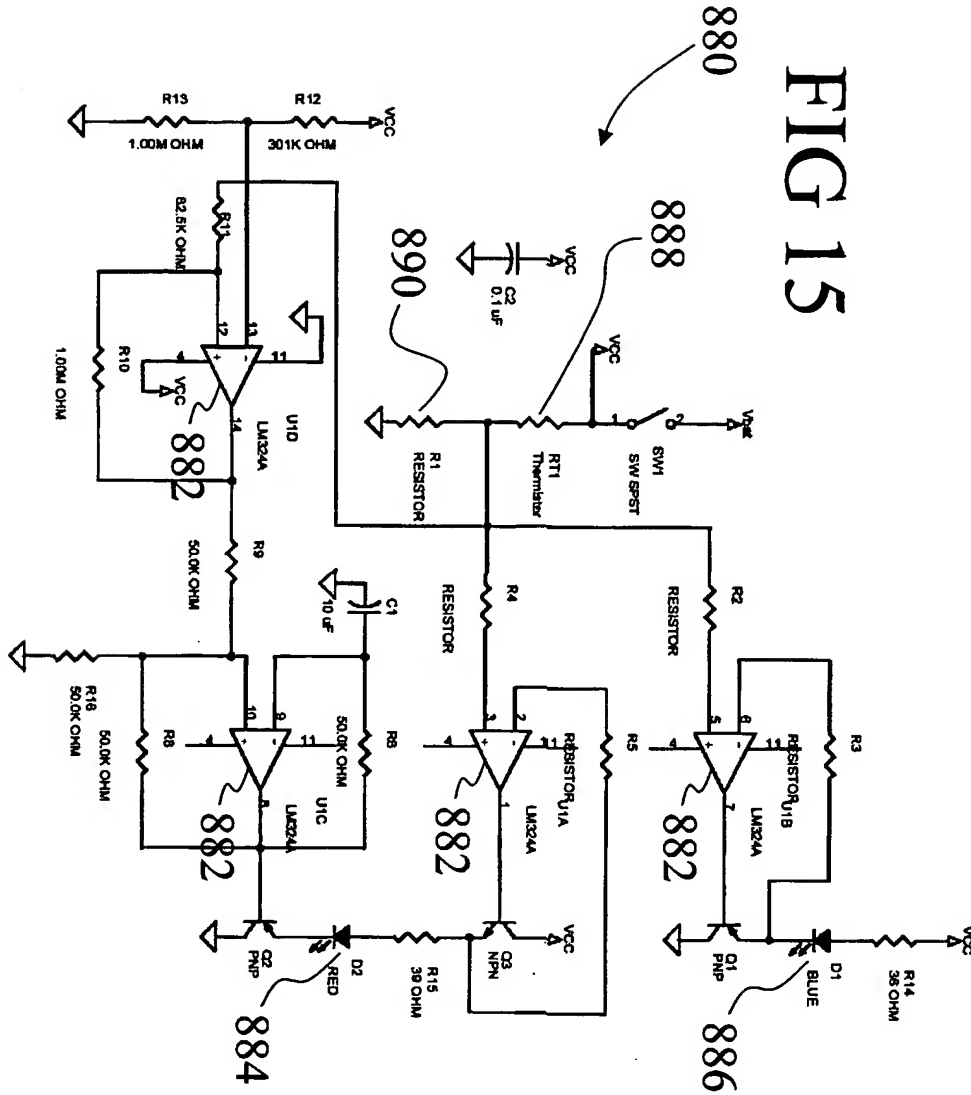 FIG 15
880
VCC
R12
301K OHM
R13
1.00M OHM
R11
82.5K OHM
12
13
11
4
VCC
14
LM324A
U1D
882
R10
1.00M OHM
888
890
VCC
C2
0.1 uF
Vbat
2
1
SW1
SW SPST
VCC
RT1
Thermistor
R1
RESISTOR
R9
50.0K OHM
R16
50.0K OHM
C1
10 uF
10
9
4
11
8
R8
50.0K OHM
R6
50.0K OHM
LM324A
U1C
882
R4
RESISTOR
3
2
4
11
1
R5
RESISTOR
U1A
LM324A
882
R2
RESISTOR
5
6
4
11
7
R3
RESISTOR
U1B
LM324A
882
Q2
PNP
D2
RED
884
R15
39 OHM
Q3
NPN
VCC
Q1
PNP
D1
BLUE
886
R14
36 OHM
VCC